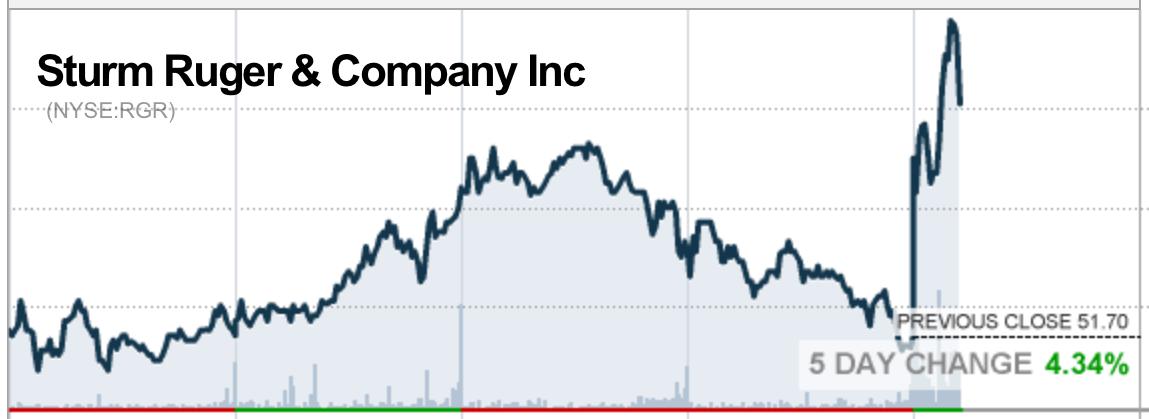 Sturm Ruger & Company Inc
(NYSE:RGR)
PREVIOUS CLOSE 51.70
5 DAY CHANGE 4.34%